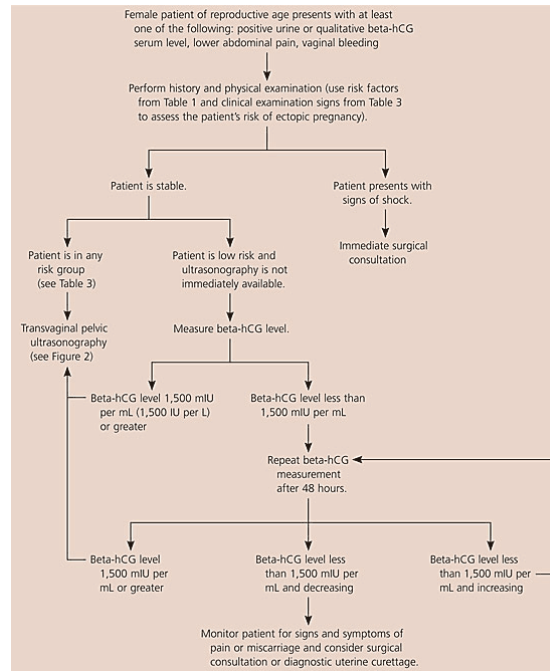 Female patient of reproductive age presents with at least
one of the following: positive urine or qualitative beta-hCG
serum level, lower abdominal pain, vaginal bleeding
Perform history and physical examination (use risk factors
from Table 1 and clinical examination signs from Table 3
to assess the patient's risk of ectopic pregnancy).
Patient is stable.
Patient presents with
signs of shock.
Immediate surgical
consultation
Patient is in any
risk group
(see Table 3)
Patient is low risk and
ultrasonography is not
immediately available.
Transvaginal pelvic
ultrasonography
(see Figure 2)
Measure beta-hCG level.
Beta-hCG level 1,500 mIU
per mL (1,500 IU per L)
or greater
Beta-hCG level less than
1,500 mIU per mL
Repeat beta-hCG
measurement
after 48 hours.
Beta-hCG level
1,500 mIU per
mL or greater
Beta-hCG level less
than 1,500 mIU per
mL and decreasing
Beta-hCG level less
than 1,500 mIU per
mL and increasing
Monitor patient for signs and symptoms of
pain or miscarriage and consider surgical
consultation or diagnostic uterine curettage.